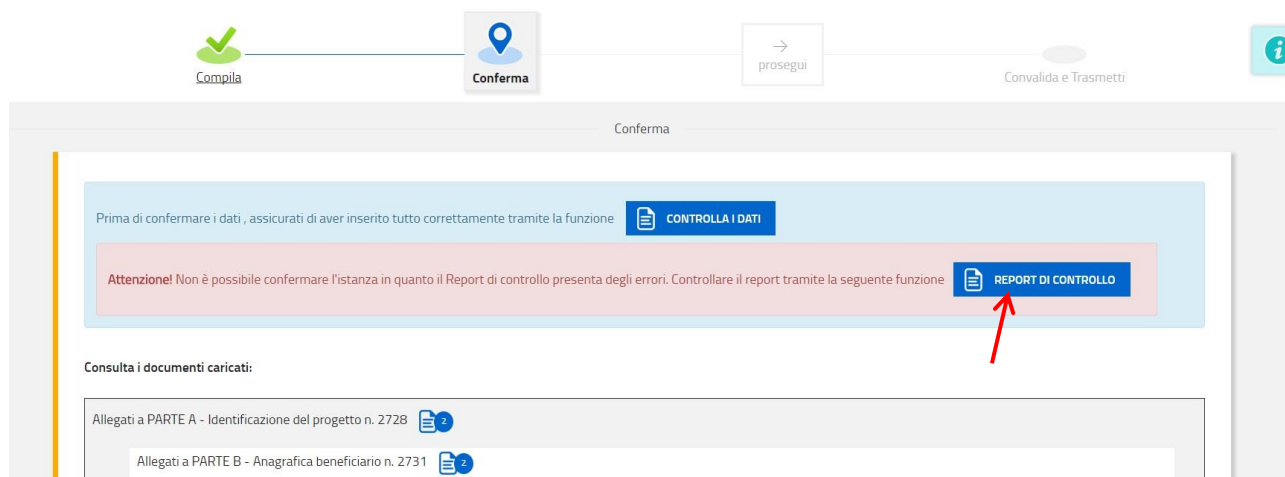 Compila
Conferma
→ prosegui
Convalida e Trasmetti
i
Conferma
Prima di confermare i dati , assicurati di aver inserito tutto correttamente tramite la funzione CONTROLLA I DATI
Attenzione! Non è possibile confermare l'istanza in quanto il Report di controllo presenta degli errori. Controllare il report tramite la seguente funzione REPORT DI CONTROLLO
Consulta i documenti caricati:
Allegati a PARTE A - Identificazione del progetto n. 2728 2
Allegati a PARTE B - Anagrafica beneficiario n. 2731 2